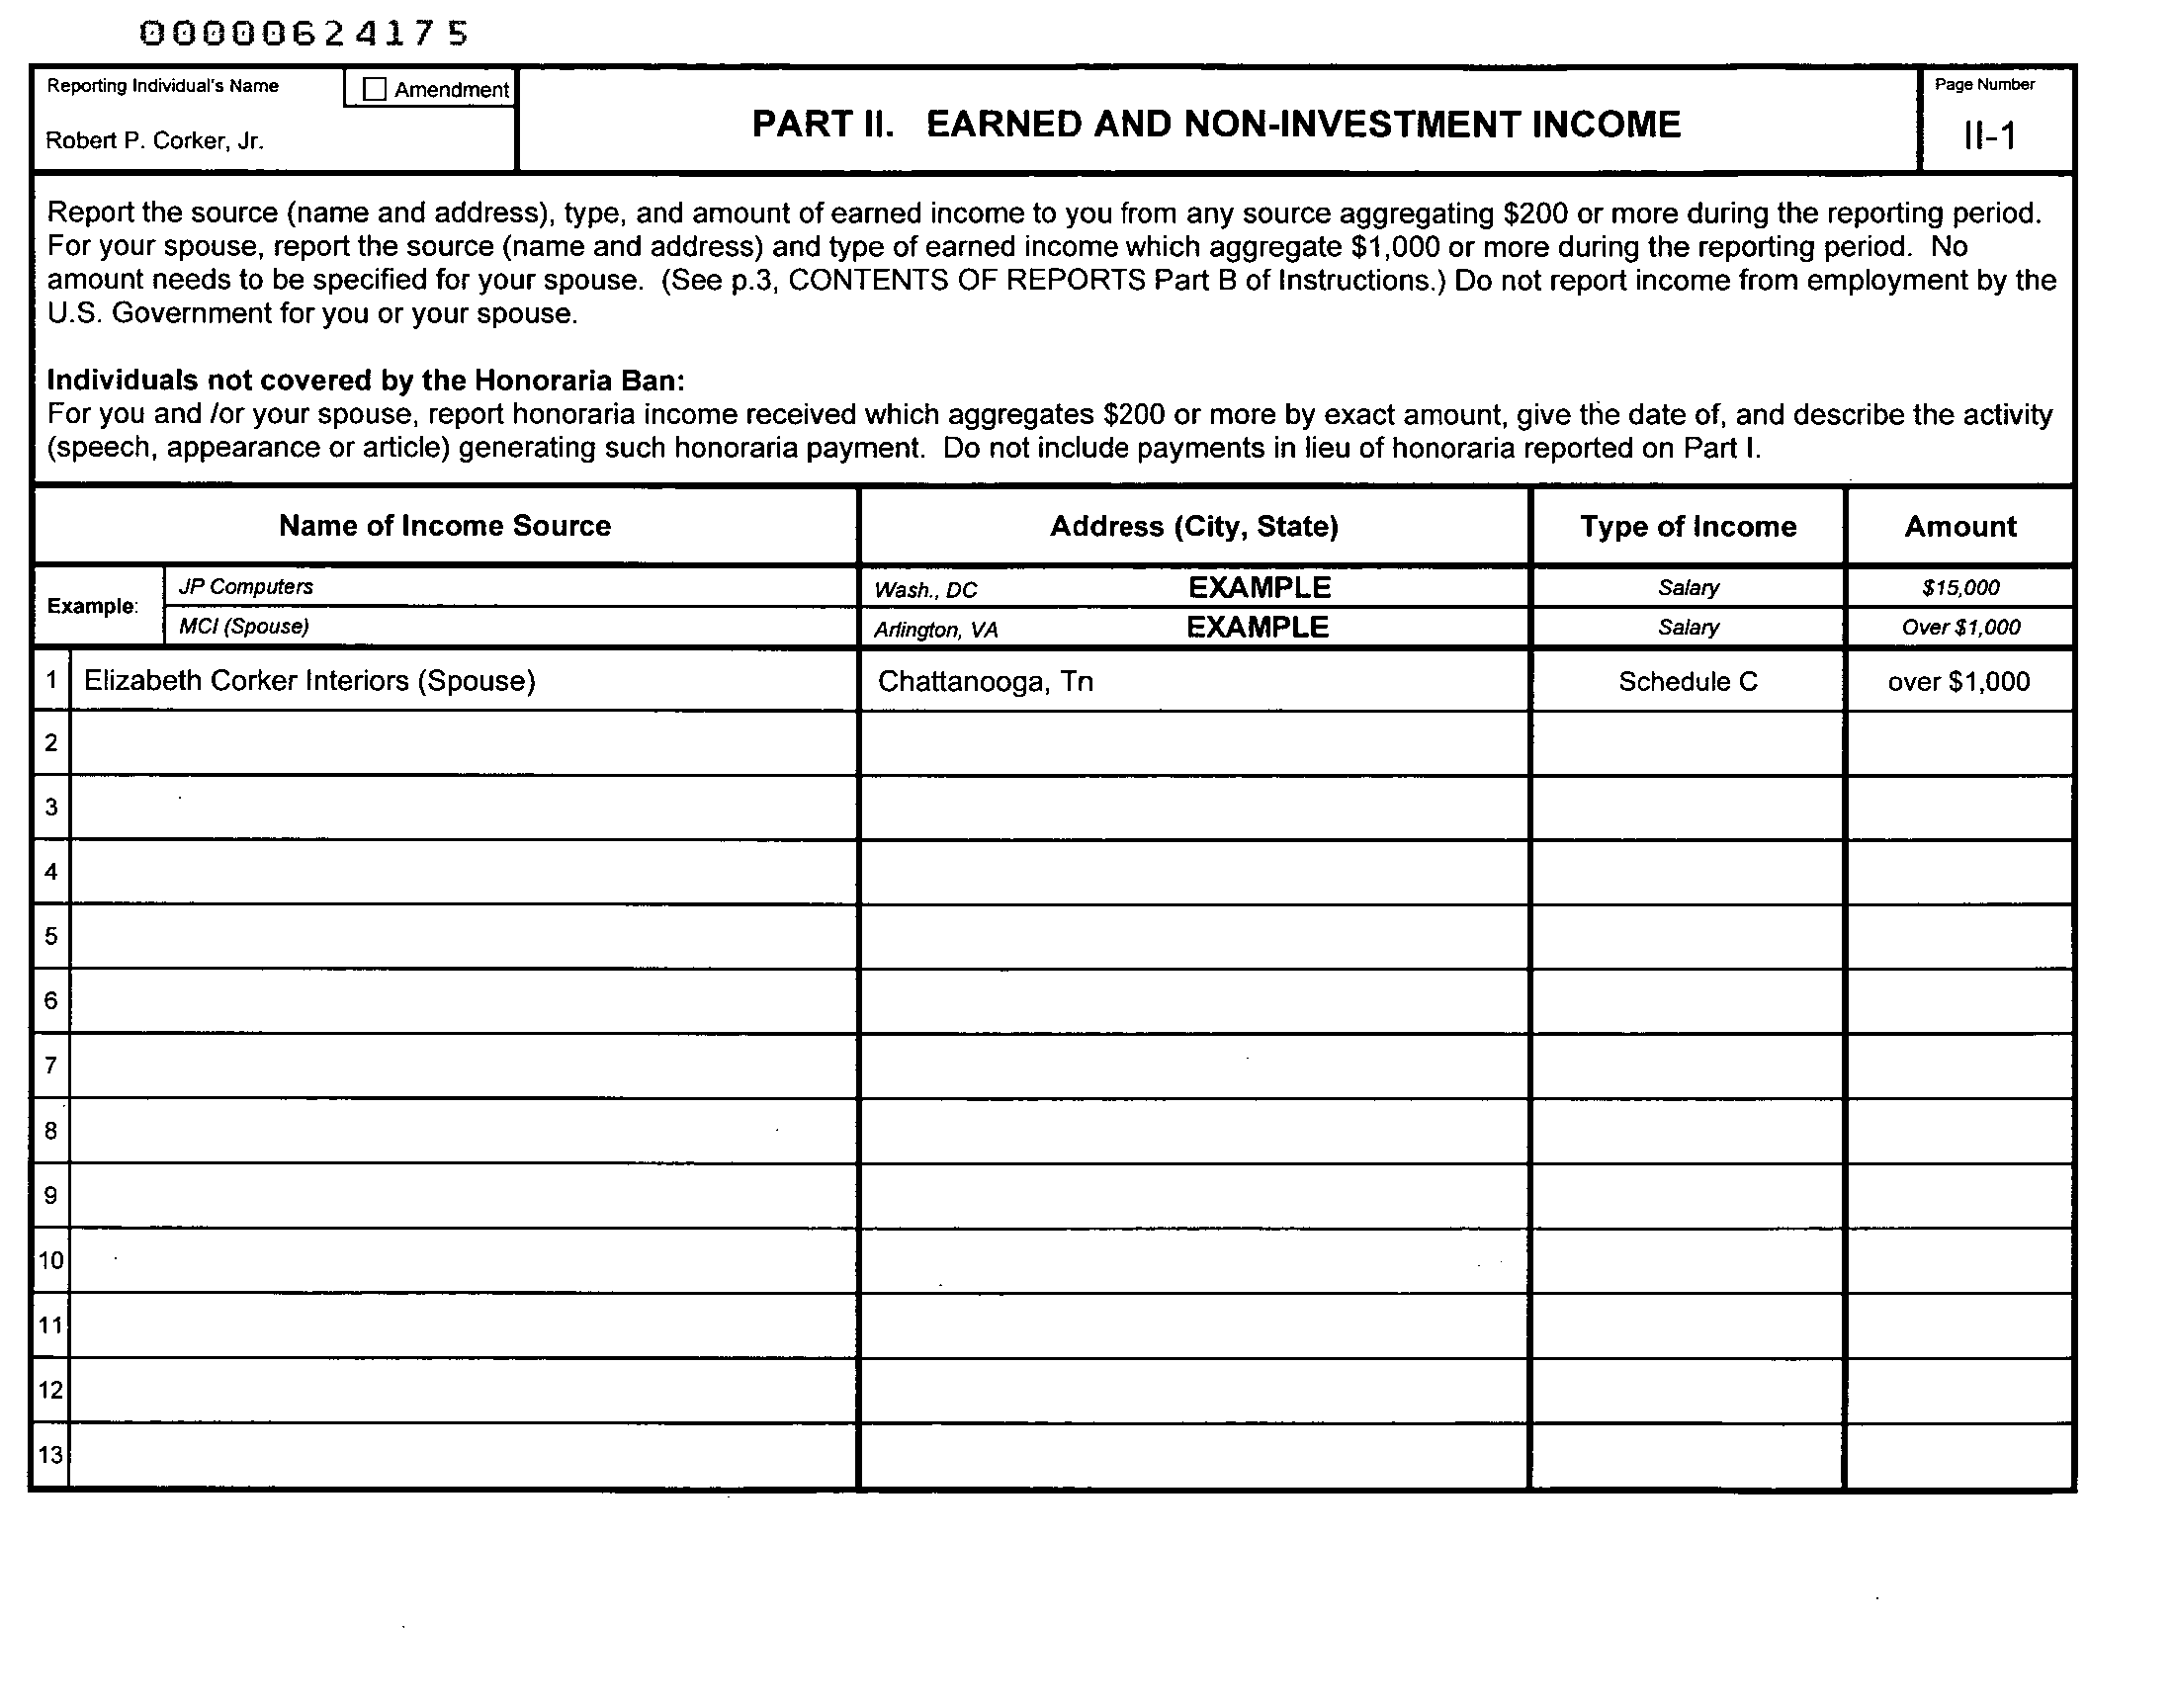 00000624175
Reporting Individual's Name
Amendment
Robert P. Corker, Jr.
PART II. EARNED AND NON-INVESTMENT INCOME
Page Number
II-1
Report the source (name and address), type, and amount of earned income to you from any source aggregating $200 or more during the reporting period.
For your spouse, report the source (name and address) and type of earned income which aggregate $1,000 or more during the reporting period. No
amount needs to be specified for your spouse. (See p.3, CONTENTS OF REPORTS Part B of Instructions.) Do not report income from employment by the
U.S. Government for you or your spouse.
Individuals not covered by the Honoraria Ban:
For you and /or your spouse, report honoraria income received which aggregates $200 or more by exact amount, give the date of, and describe the activity
(speech, appearance or article) generating such honoraria payment. Do not include payments in lieu of honoraria reported on Part I.
Name of Income Source Address (City, State) Type of Income Amount
Example:
JP Computers Wash., DC EXAMPLE Salary $15,000
MCI (Spouse) Arlington, VA EXAMPLE Salary Over $1,000
1 Elizabeth Corker Interiors (Spouse) Chattanooga, Tn Schedule C over $1,000
2
3
4
5
6
7
8
9
10
11
12
13